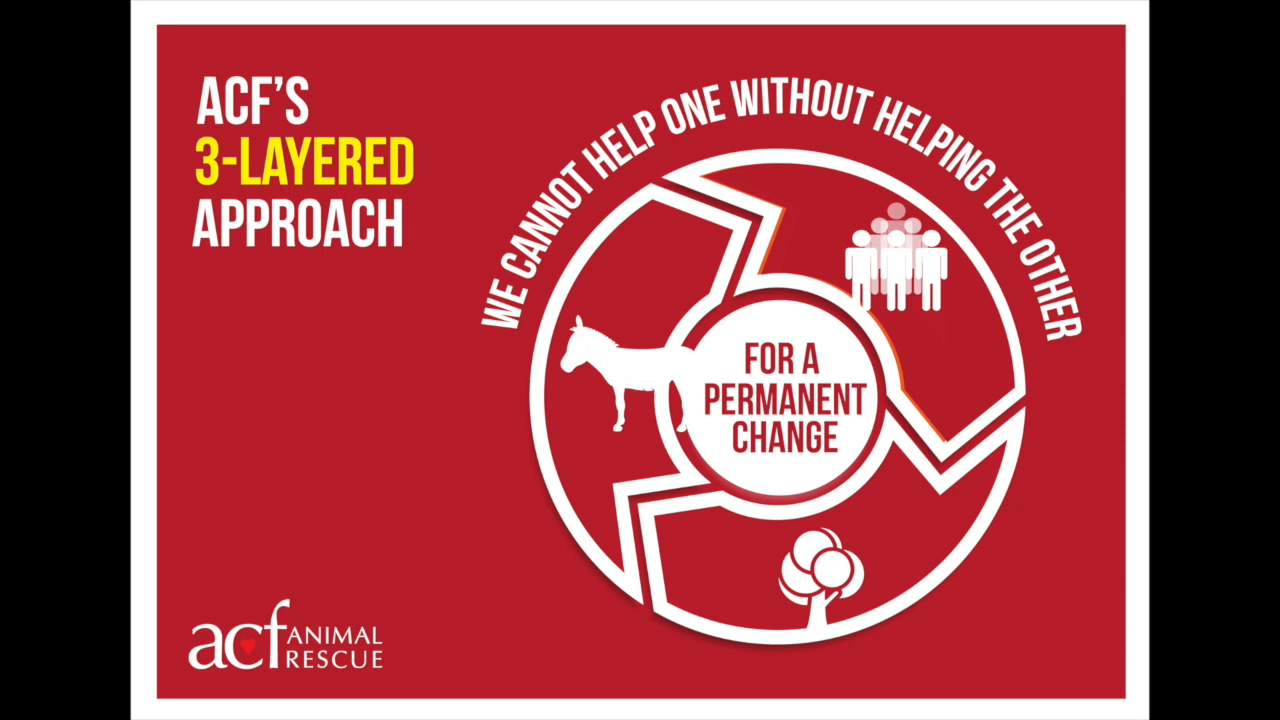 ACF'S
3-LAYERED
APPROACH
WE CANNOT HELP ONE WITHOUT HELPING THE OTHER
FOR A
PERMANENT
CHANGE
acf ANIMAL
RESCUE